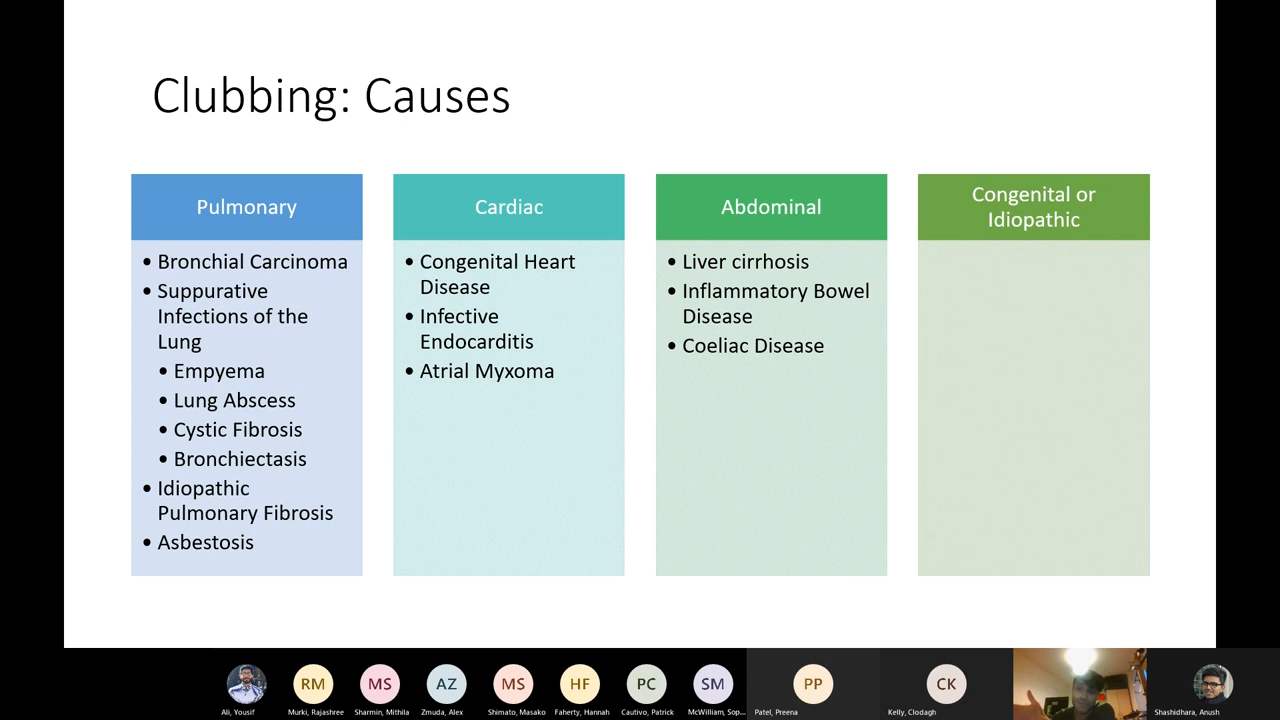 Clubbing: Causes
Pulmonary
• Bronchial Carcinoma
• Suppurative
Infections of the
Lung
• Empyema
• Lung Abscess
• Cystic Fibrosis
• Bronchiectasis
• Idiopathic
Pulmonary Fibrosis
• Asbestosis
Cardiac
• Congenital Heart
Disease
• Infective
Endocarditis
• Atrial Myxoma
Abdominal
• Liver cirrhosis
• Inflammatory Bowel
Disease
• Coeliac Disease
Congenital or
Idiopathic
RM
MS
AZ
MS
HF
PC
SM
PP
CK
Ali, Yousif
Murki, Rajashree
Sharmin, Mithila
Zmuda, Alex
Shimato, Masako
Faherty, Hannah
Cautivo, Patrick
McWilliam, Sop...
Patel, Preena
Kelly, Clodagh
Shashidhara, Anush